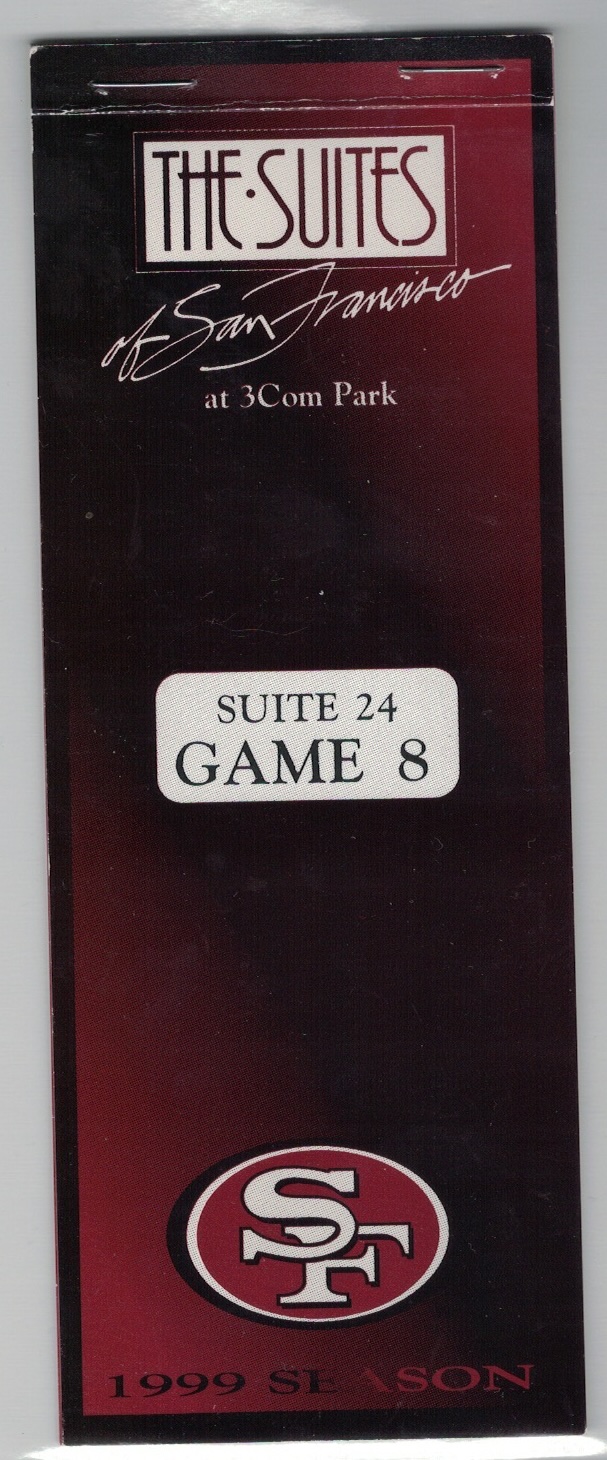 THE·SUITES
of San Francisco
at 3Com Park
SUITE 24
GAME 8
SF
1999 SEASON